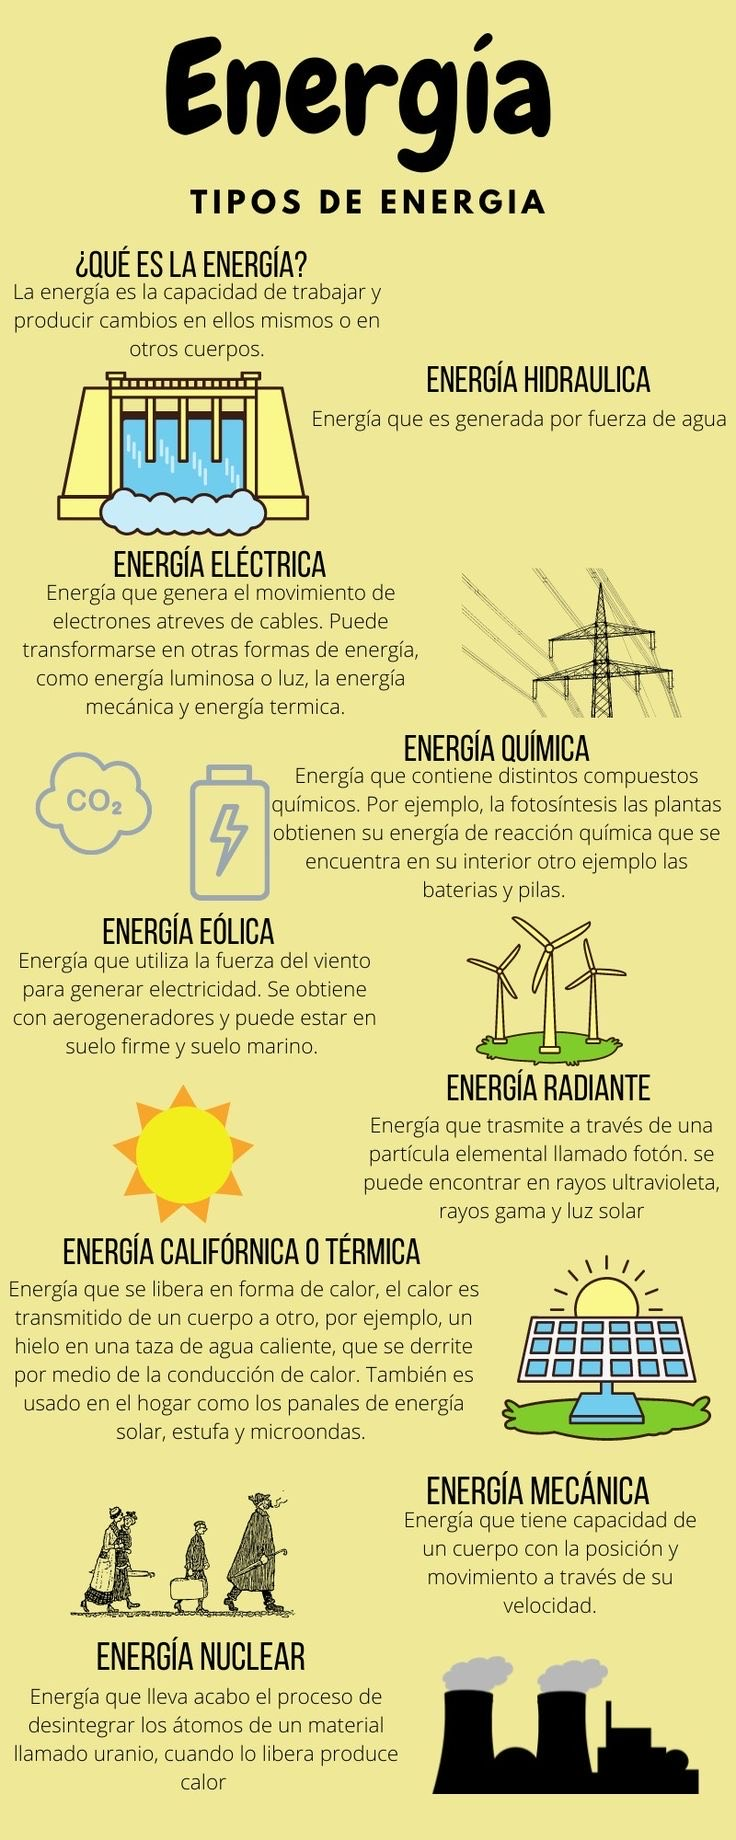 Energía
TIPOS DE ENERGIA
¿QUÉ ES LA ENERGÍA?
La energía es la capacidad de trabajar y
producir cambios en ellos mismos o en
otros cuerpos.
ENERGÍA HIDRAULICA
Energía que es generada por fuerza de agua
ENERGÍA ELÉCTRICA
Energía que genera el movimiento de
electrones atreves de cables. Puede
transformarse en otras formas de energía,
como energía luminosa o luz, la energía
mecánica y energía termica.
ENERGÍA QUÍMICA
Energía que contiene distintos compuestos
químicos. Por ejemplo, la fotosíntesis las plantas
obtienen su energía de reacción química que se
encuentra en su interior otro ejemplo las
baterias y pilas.
CO₂
ENERGÍA EÓLICA
Energía que utiliza la fuerza del viento
para generar electricidad. Se obtiene
con aerogeneradores y puede estar en
suelo firme y suelo marino.
ENERGÍA RADIANTE
Energía que trasmite a través de una
partícula elemental llamado fotón. se
puede encontrar en rayos ultravioleta,
rayos gama y luz solar
ENERGÍA CALIFÓRNICA O TÉRMICA
Energía que se libera en forma de calor, el calor es
transmitido de un cuerpo a otro, por ejemplo, un
hielo en una taza de agua caliente, que se derrite
por medio de la conducción de calor. También es
usado en el hogar como los panales de energía
solar, estufa y microondas.
ENERGÍA MECÁNICA
Energía que tiene capacidad de
un cuerpo con la posición y
movimiento a través de su
velocidad.
ENERGÍA NUCLEAR
Energía que lleva acabo el proceso de
desintegrar los átomos de un material
llamado uranio, cuando lo libera produce
calor